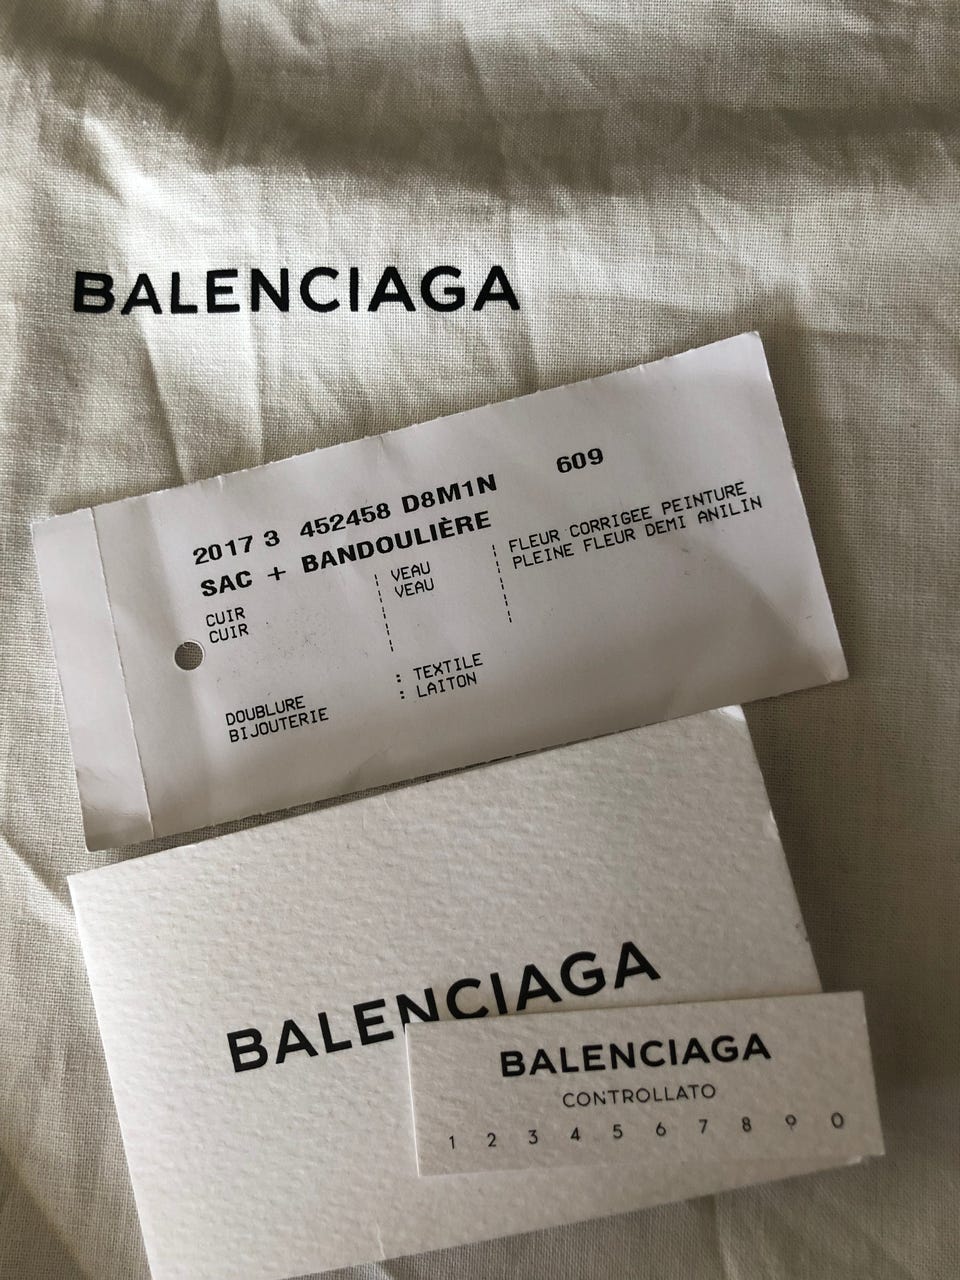 BALENCIAGA
2017 3 452458 D8M1N 609
SAC + BANDOULIÈRE
CUIR VEAU FLEUR CORRIGEE PEINTURE
CUIR VEAU PLEINE FLEUR DEMI ANILIN
DOUBLURE : TEXTILE
BIJOUTERIE : LAITON
BALENCIAGA
BALENCIAGA
CONTROLLATO
1 2 3 4 5 6 7 8 9 0